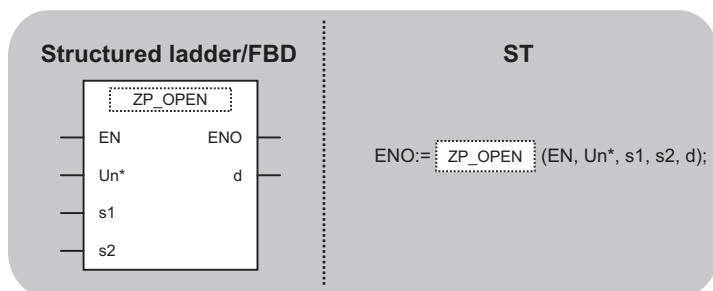 Structured ladder/FBD
ZP_OPEN
EN ENO
Un* d
s1
s2
ST
ENO:= ZP_OPEN (EN, Un*, s1, s2, d);